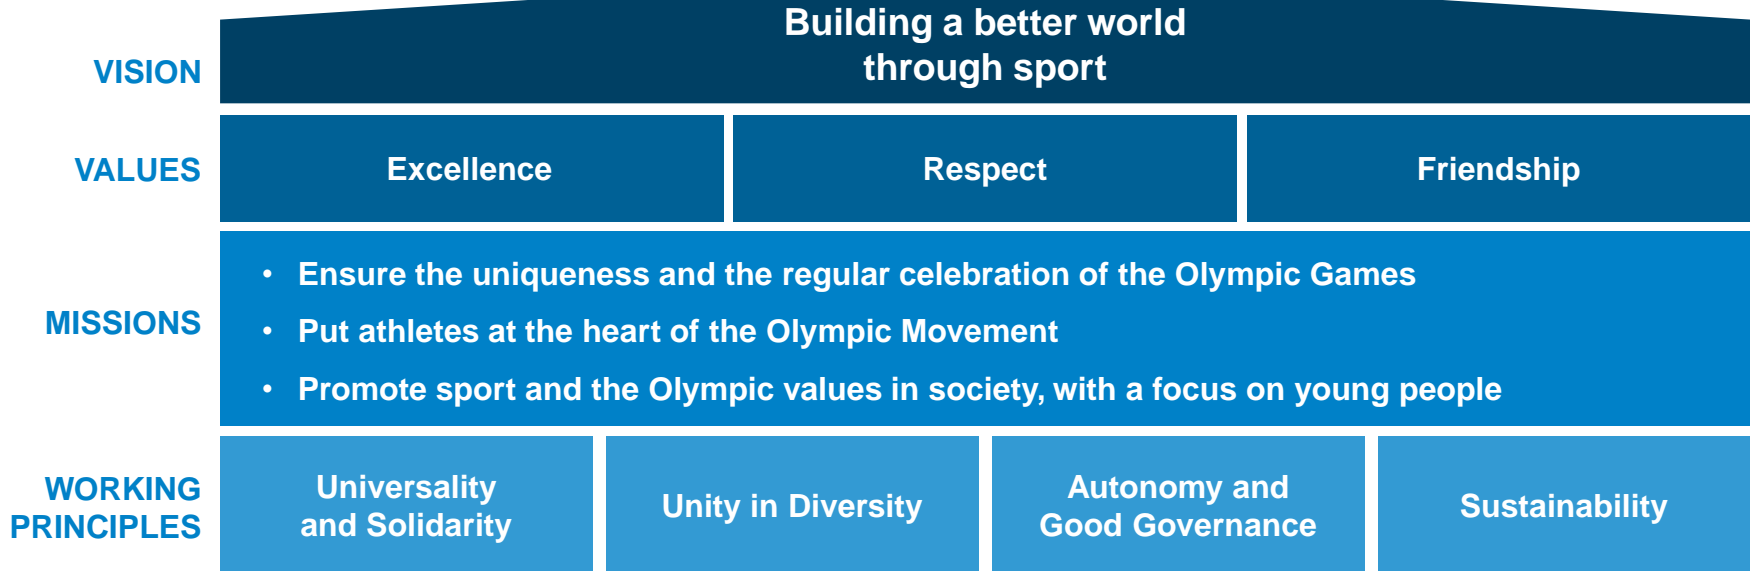 VISION
Building a better world
through sport
VALUES
Excellence
Respect
Friendship
MISSIONS
• Ensure the uniqueness and the regular celebration of the Olympic Games
• Put athletes at the heart of the Olympic Movement
• Promote sport and the Olympic values in society, with a focus on young people
WORKING
PRINCIPLES
Universality
and Solidarity
Unity in Diversity
Autonomy and
Good Governance
Sustainability